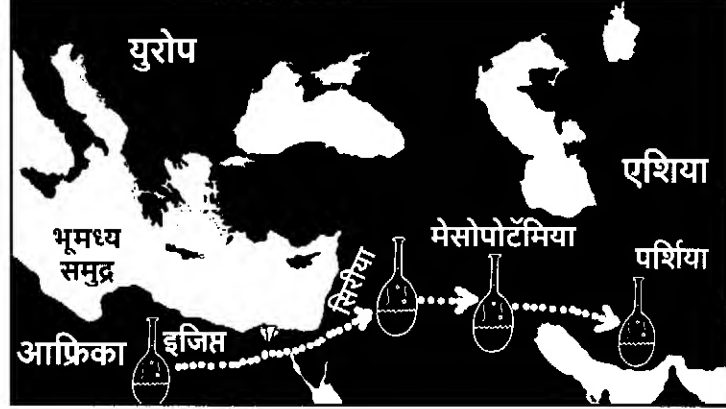 युरोप
एशिया
भूमध्य
समुद्र
मेसोपोटॅमिया
पर्शिया
सिरीया
आफ्रिका
इजिप्त